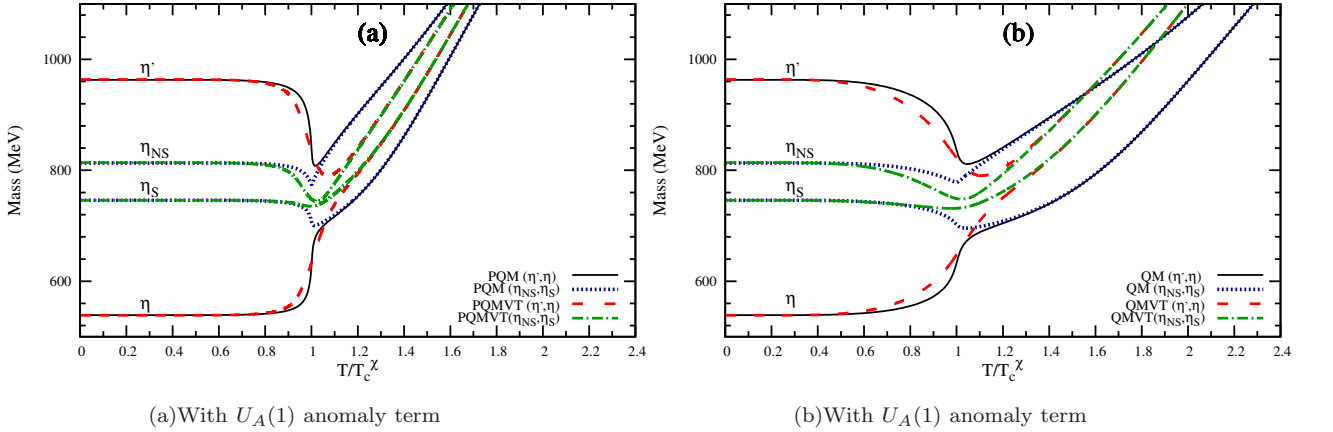 (a)
1000
800
600
Mass (MeV)
η'
η_NS
η_S
η
PQM (η',η)
PQM (η_NS,η_S)
PQMVT (η',η)
PQMVT(η_NS,η_S)
0 0.2 0.4 0.6 0.8 1 1.2 1.4 1.6 1.8 2 2.2 2.4
T/T_c^χ
(a)With U_A(1) anomaly term
(b)
1000
800
600
Mass (MeV)
η'
η_NS
η_S
η
QM (η',η)
QM (η_NS,η_S)
QMVT (η',η)
QMVT(η_NS,η_S)
0 0.2 0.4 0.6 0.8 1 1.2 1.4 1.6 1.8 2 2.2 2.4
T/T_c^χ
(b)With U_A(1) anomaly term